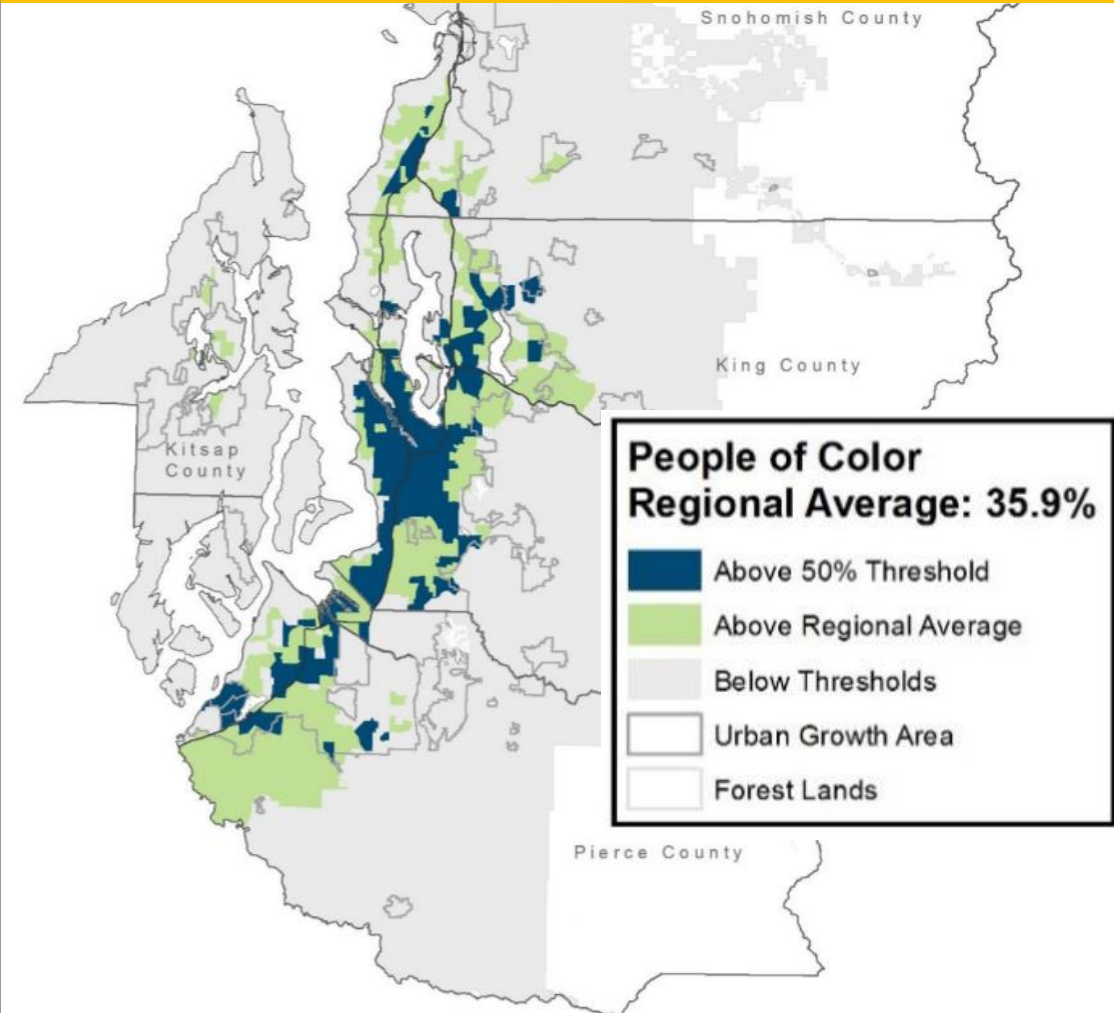 Snohomish County
King County
Kitsap
County
People of Color
Regional Average: 35.9%
Above 50% Threshold
Above Regional Average
Below Thresholds
Urban Growth Area
Forest Lands
Pierce County